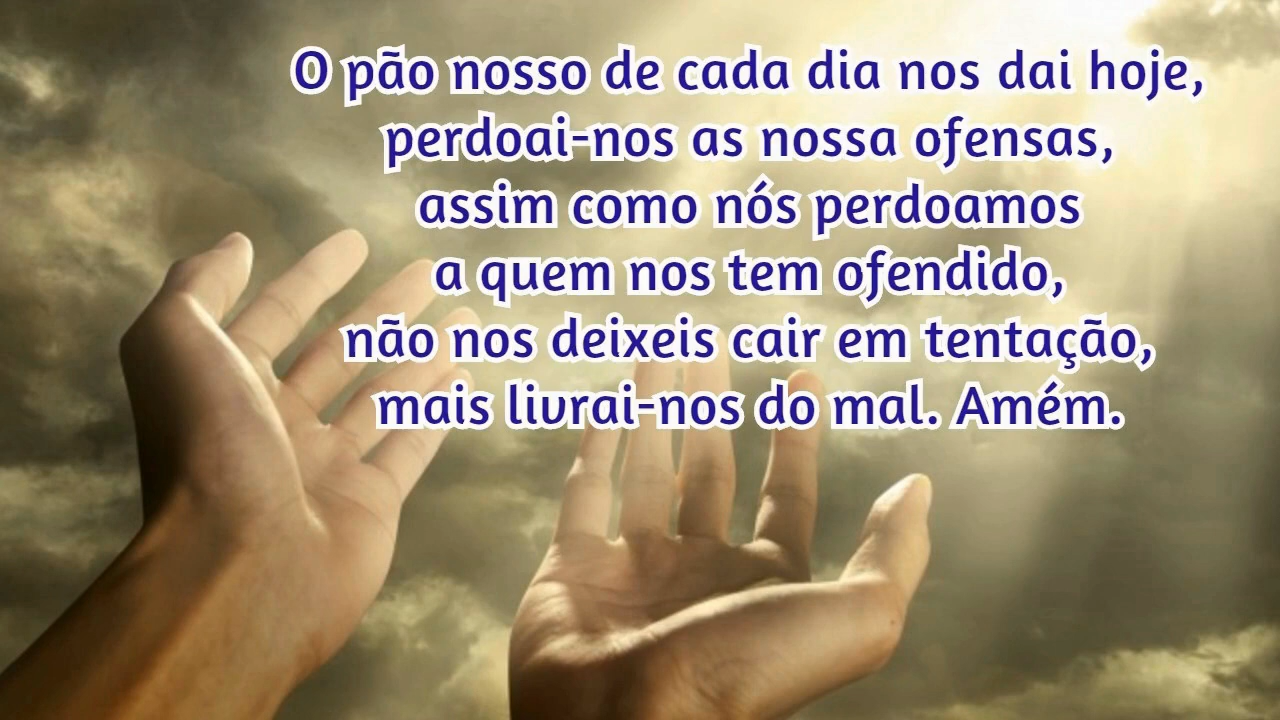 O pão nosso de cada dia nos dai hoje,
perdoai-nos as nossa ofensas,
assim como nós perdoamos
a quem nos tem ofendido,
não nos deixeis cair em tentação,
mais livrai-nos do mal. Amém.